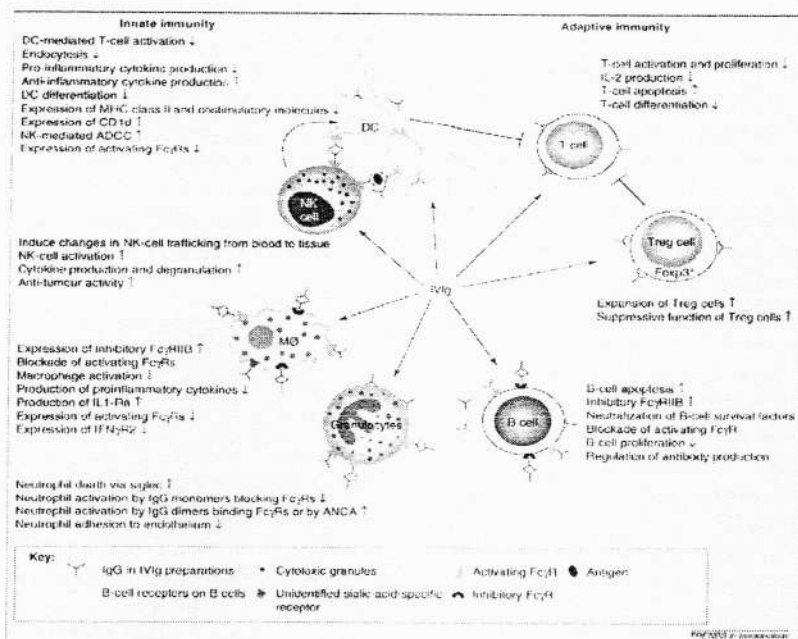 Innate immunity
DC-mediated T-cell activation ↓
Endocytosis ↓
Pro-inflammatory cytokine production ↓
Anti-inflammatory cytokine production ↑
DC differentiation ↓
Expression of MHC class II and costimulatory molecules ↓
Expression of CD1d ↑
NK-mediated ADCC ↑
Expression of activating FcγRs ↓
Adaptive immunity
T-cell activation and proliferation ↓
IL-2 production ↓
T-cell apoptosis ↑
T-cell differentiation ↓
DC
T cell
NK
cell
Treg cell
Foxp3⁺
Induce changes in NK-cell trafficking from blood to tissue
NK-cell activation ↑
Cytokine production and degranulation ↑
Anti-tumour activity ↑
IVIg
Expansion of Treg cells ↑
Suppressive function of Treg cells ↑
MØ
Expression of inhibitory FcγRIIB ↑
Blockade of activating FcγRs
Macrophage activation ↓
Production of proinflammatory cytokines ↓
Production of IL1-Ra ↑
Expression of activating FcγRs ↓
Expression of IFNγR2 ↓
Granulocytes
B cell
B-cell apoptosis ↑
Inhibitory FcγRIIB ↑
Neutralization of B-cell survival factors
Blockade of activating FcγR
B cell proliferation ↓
Regulation of antibody production
Neutrophil death via siglec ↑
Neutrophil activation by IgG monomers blocking FcγRs ↓
Neutrophil activation by IgG dimers binding FcγRs or by ANCA ↑
Neutrophil adhesion to endothelium ↓
Key:
IgG in IVIg preparations
Cytotoxic granules
Activating FcγR
Antigen
B-cell receptors on B cells
Unidentified sialic-acid-specific
receptor
Inhibitory FcγR